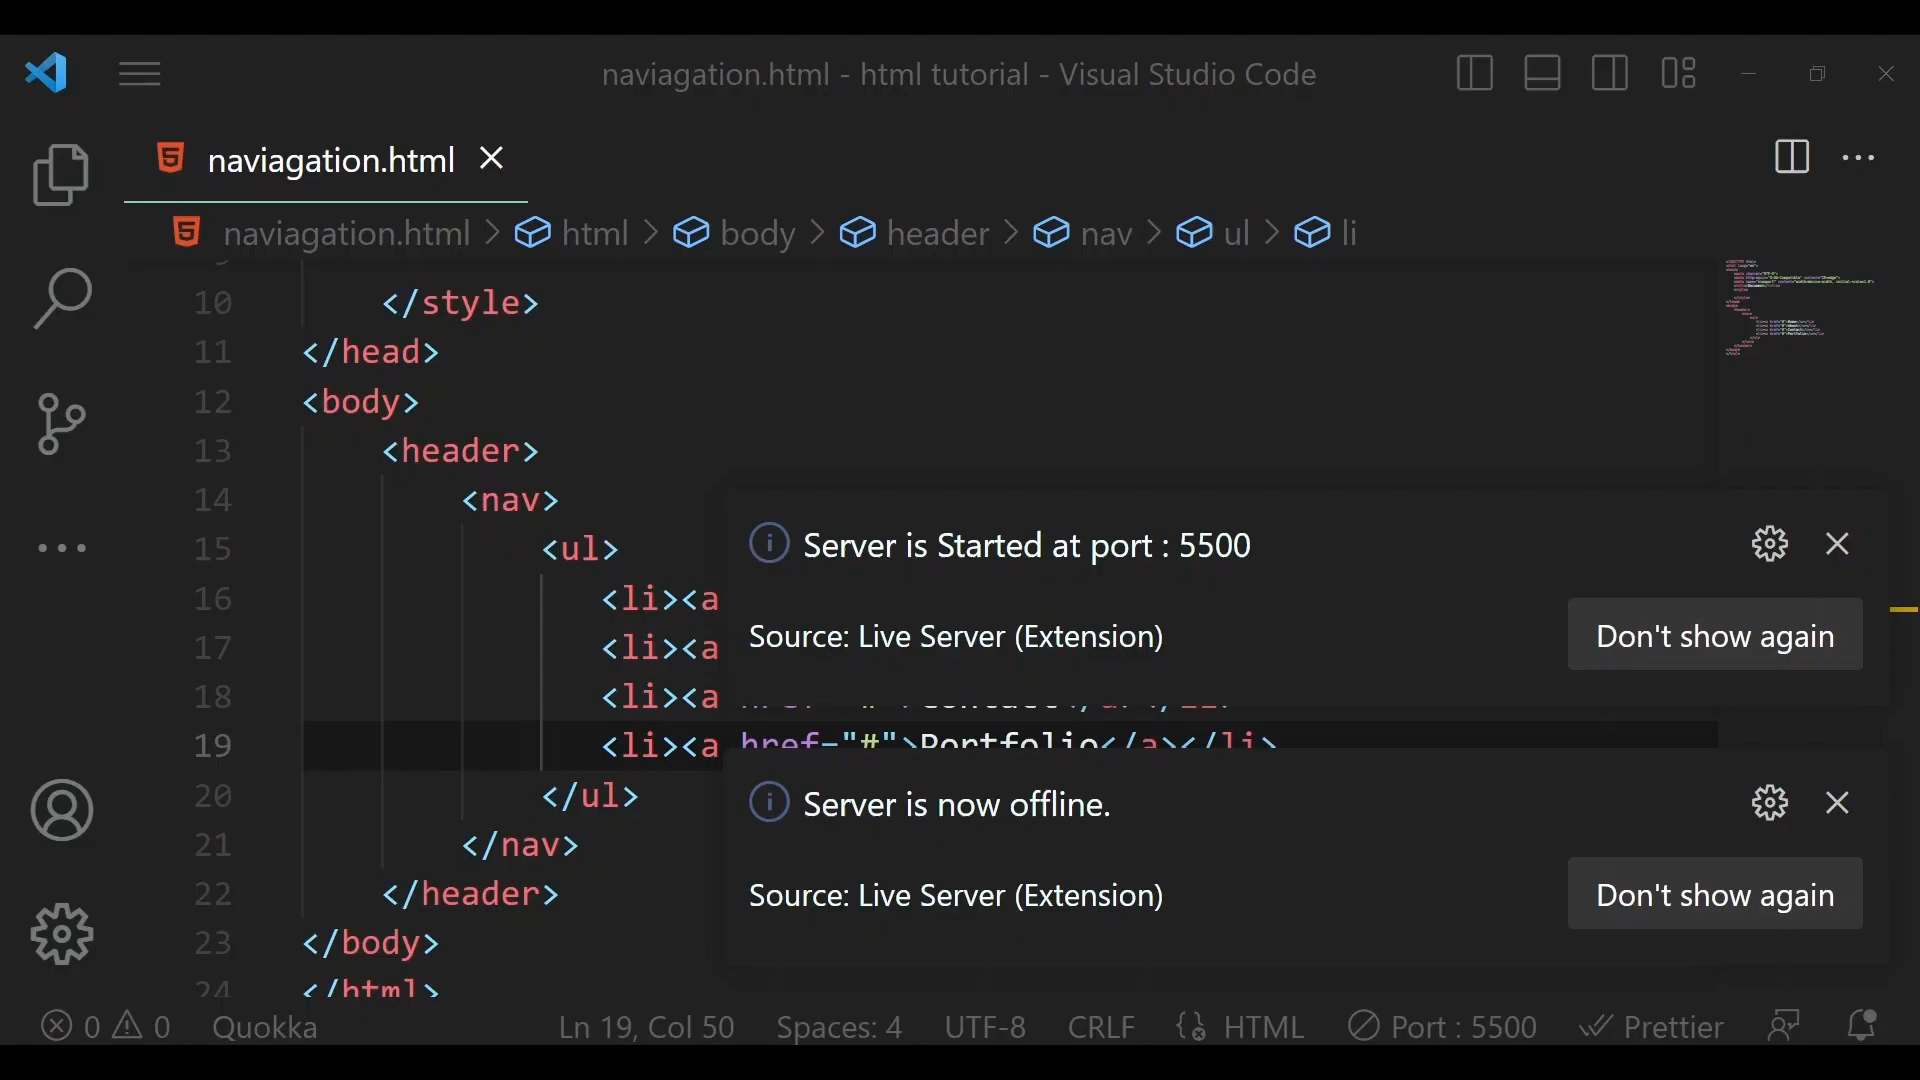 naviagation.html - html tutorial - Visual Studio Code
naviagation.html
naviagation.html > html > body > header > nav > ul > li
10 </style>
11 </head>
12 <body>
13 <header>
14 <nav>
15 <ul>
16 <li><a
17 <li><a
18 <li><a
19 <li><a href="#">Portfolio</a></li>
20 </ul>
21 </nav>
22 </header>
23 </body>
24 </html>
Server is Started at port : 5500
Source: Live Server (Extension)
Don't show again
Server is now offline.
Source: Live Server (Extension)
Don't show again
0 0 Quokka Ln 19, Col 50 Spaces: 4 UTF-8 CRLF HTML Port : 5500 Prettier